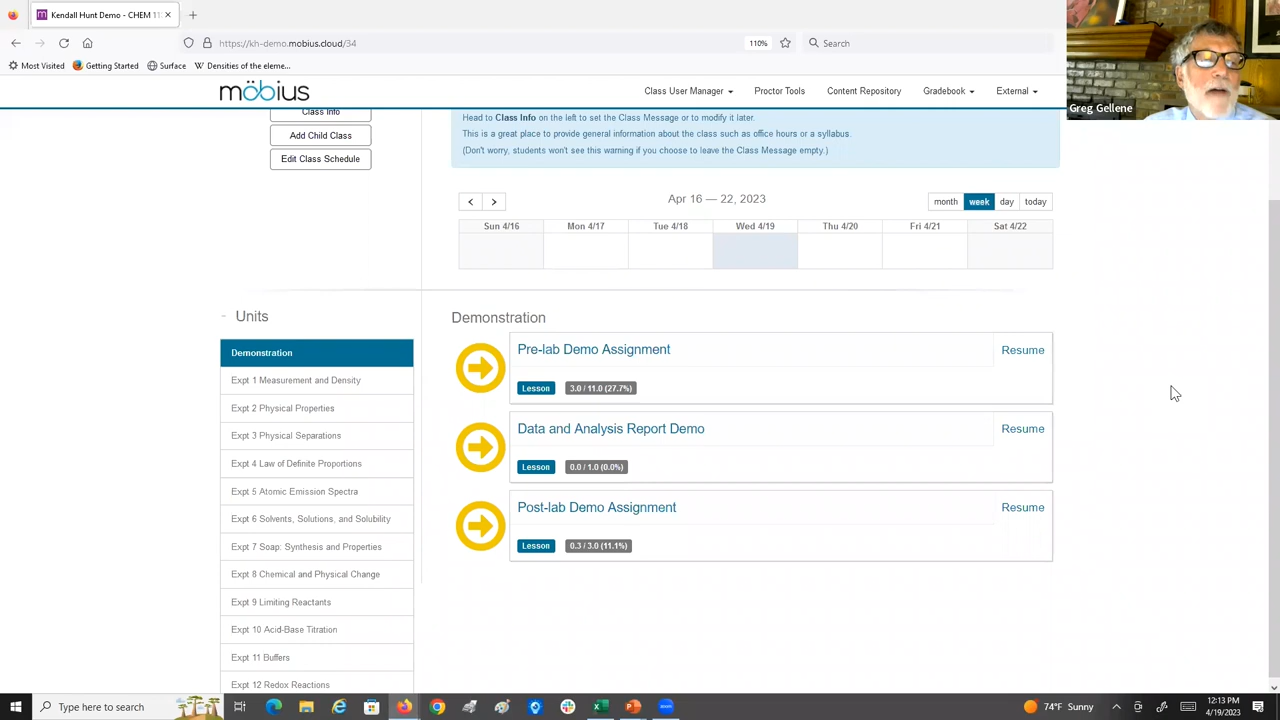 Kendall Hunt Demo - CHEM 11
https://kh-demo.mobius.cloud/34
110%
Search
Most Visited
Getting Started
Surface
Densities of the eleme...
möbius
Class User Manager
Proctor Tools
Content Repository
Gradebook
External
Greg Gellene
Class Info
Add Child Class
Edit Class Schedule
Head to Class Info on the left to set the Class Message or to modify it later.
This is a great place to provide general information about the class such as office hours or a syllabus.
(Don't worry, students won't see this warning if you choose to leave the Class Message empty.)
Apr 16 — 22, 2023
month week day today
Sun 4/16 Mon 4/17 Tue 4/18 Wed 4/19 Thu 4/20 Fri 4/21 Sat 4/22
Units
Demonstration
Expt 1 Measurement and Density
Expt 2 Physical Properties
Expt 3 Physical Separations
Expt 4 Law of Definite Proportions
Expt 5 Atomic Emission Spectra
Expt 6 Solvents, Solutions, and Solubility
Expt 7 Soap: Synthesis and Properties
Expt 8 Chemical and Physical Change
Expt 9 Limiting Reactants
Expt 10 Acid-Base Titration
Expt 11 Buffers
Expt 12 Redox Reactions
Demonstration
Pre-lab Demo Assignment
Resume
Lesson 3.0 / 11.0 (27.7%)
Data and Analysis Report Demo
Resume
Lesson 0.0 / 1.0 (0.0%)
Post-lab Demo Assignment
Resume
Lesson 0.3 / 3.0 (11.1%)
Type here to search
74°F Sunny
12:13 PM
4/19/2023